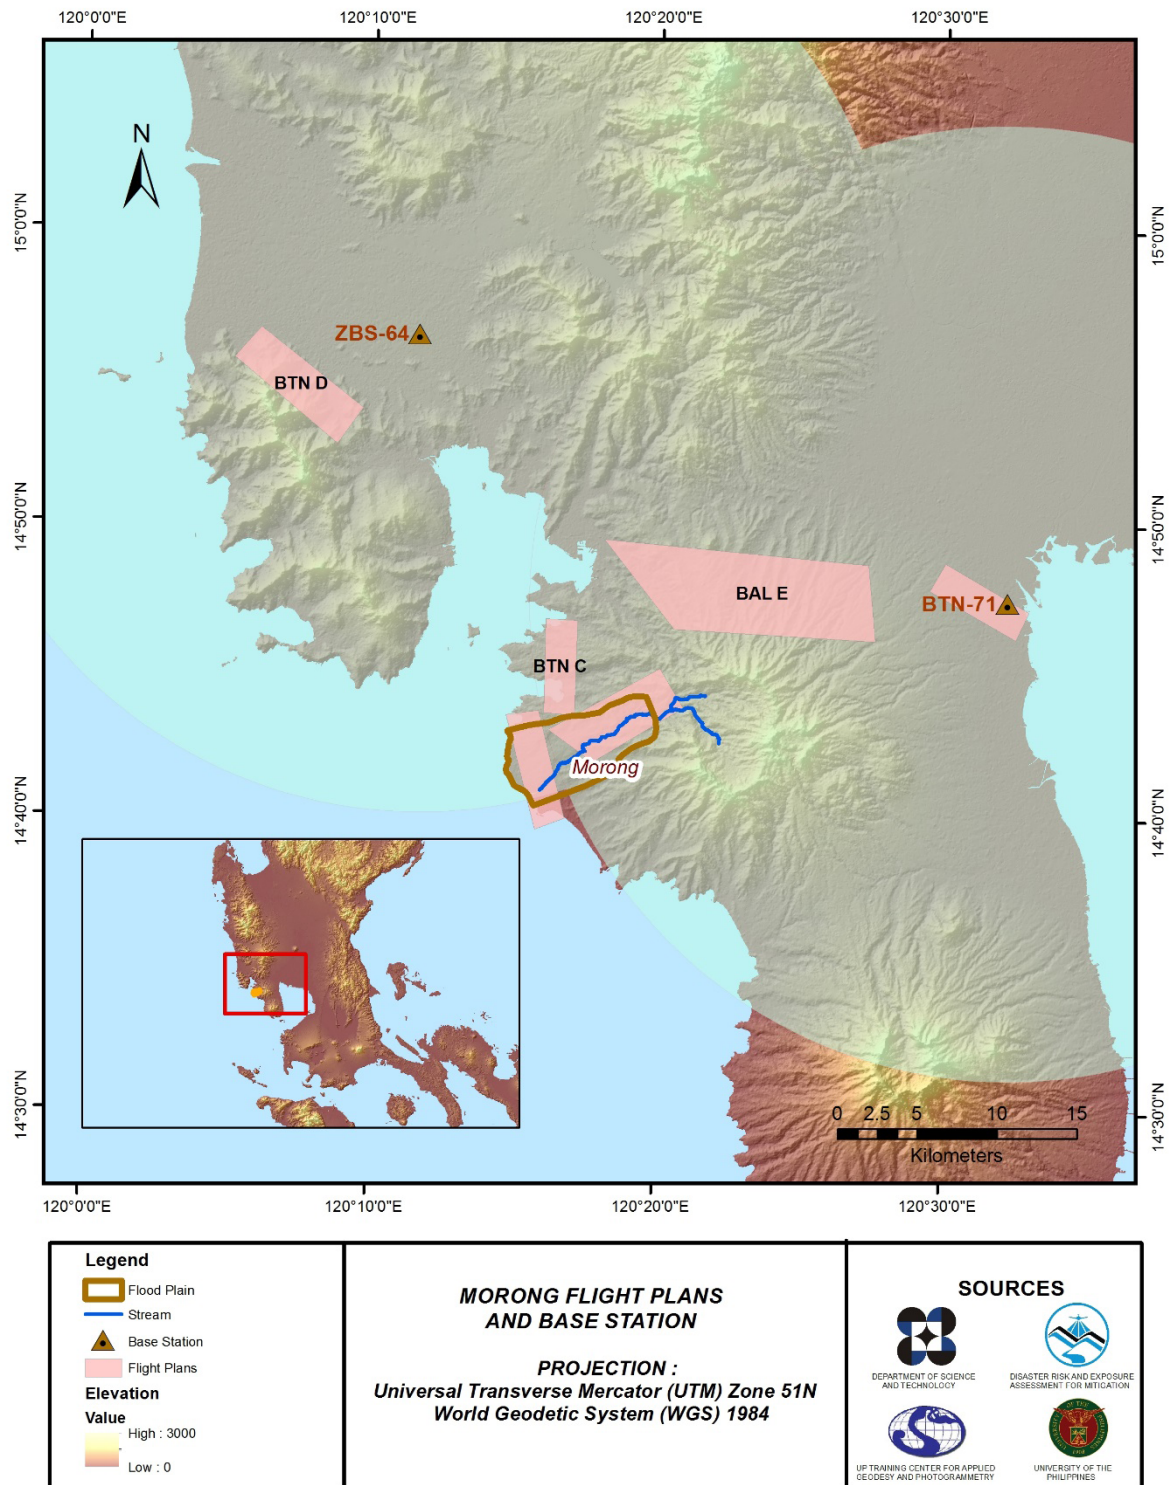 120°0'0"E
120°10'0"E
120°20'0"E
120°30'0"E
N
15°0'0"N
15°0'0"N
ZBS-64
BTN D
14°50'0"N
14°50'0"N
BAL E
BTN-71
BTN C
Morong
14°40'0"N
14°40'0"N
14°30'0"N
14°30'0"N
0 2.5 5 10 15
Kilometers
120°0'0"E
120°10'0"E
120°20'0"E
120°30'0"E
Legend
Flood Plain
Stream
Base Station
Flight Plans
Elevation
Value
High : 3000
Low : 0
MORONG FLIGHT PLANS
AND BASE STATION
PROJECTION :
Universal Transverse Mercator (UTM) Zone 51N
World Geodetic System (WGS) 1984
SOURCES
DEPARTMENT OF SCIENCE
AND TECHNOLOGY
DISASTER RISK AND EXPOSURE
ASSESSMENT FOR MITIGATION
UP TRAINING CENTER FOR APPLIED
GEODESY AND PHOTOGRAMMETRY
UNIVERSITY OF THE
PHILIPPINES